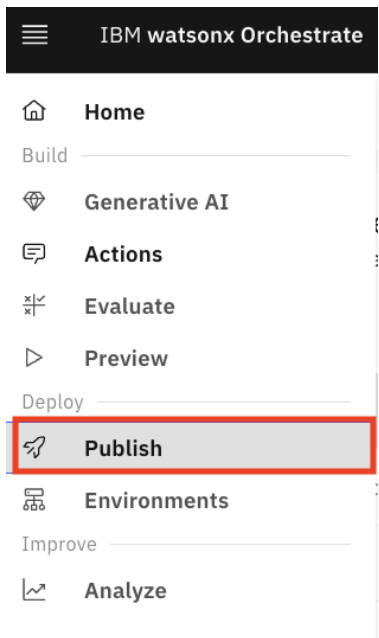 IBM watsonx Orchestrate
Home
Build
Generative AI
Actions
Evaluate
Preview
Deploy
Publish
Environments
Improve
Analyze